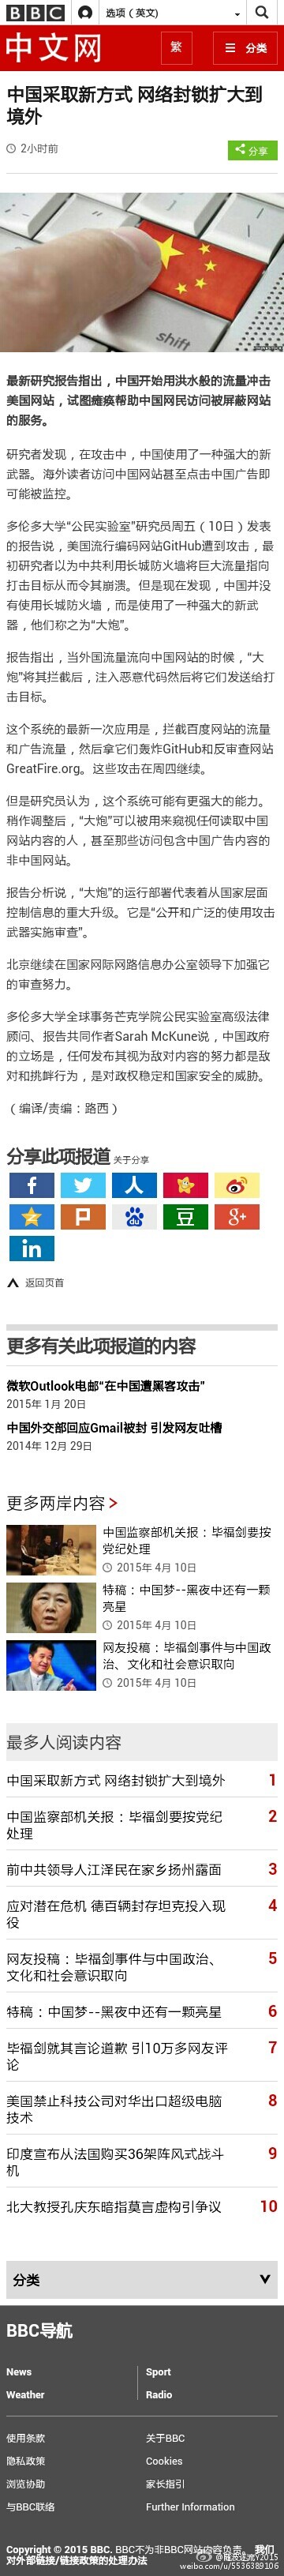 BBC 选项（英文）
中文网 繁 分类
中国采取新方式 网络封锁扩大到
境外
2小时前 分享
shift
最新研究报告指出，中国开始用洪水般的流量冲击
美国网站，试图瘫痪帮助中国网民访问被屏蔽网站
的服务。
研究者发现，在攻击中，中国使用了一种强大的新
武器。海外读者访问中国网站甚至点击中国广告即
可能被监控。
多伦多大学“公民实验室”研究员周五（10日）发表
的报告说，美国流行编码网站GitHub遭到攻击，最
初研究者以为中共利用长城防火墙将巨大流量指向
打击目标从而令其崩溃。但是现在发现，中国并没
有使用长城防火墙，而是使用了一种强大的新武
器，他们称之为“大炮”。
报告指出，当外国流量流向中国网站的时候，“大
炮”将其拦截后，注入恶意代码然后将它们发送给打
击目标。
这个系统的最新一次应用是，拦截百度网站的流量
和广告流量，然后拿它们轰炸GitHub和反审查网站
GreatFire.org。这些攻击在周四继续。
但是研究员认为，这个系统可能有更强大的能力。
稍作调整后，“大炮”可以被用来窥视任何读取中国
网站内容的人，甚至那些访问包含中国广告内容的
非中国网站。
报告分析说，“大炮”的运行部署代表着从国家层面
控制信息的重大升级。它是“公开和广泛的使用攻击
武器实施审查”。
北京继续在国家网际网路信息办公室领导下加强它
的审查努力。
多伦多大学全球事务芒克学院公民实验室高级法律
顾问、报告共同作者Sarah McKune说，中国政府
的立场是，任何发布其视为敌对内容的努力都是敌
对和挑衅行为，是对政权稳定和国家安全的威胁。
（编译/责编：路西）
分享此项报道 关于分享
返回页首
更多有关此项报道的内容
微软Outlook电邮“在中国遭黑客攻击”
2015年 1月 20日
中国外部回应Gmail被封 引发网友吐槽
2014年 12月 29日
更多两岸内容
中国监察部机关报：毕福剑要按
党纪处理
2015年 4月 10日
特稿：中国梦--黑夜中还有一颗
亮星
2015年 4月 10日
网友投稿：毕福剑事件与中国政
治、文化和社会意识取向
2015年 4月 10日
最多人阅读内容
中国采取新方式 网络封锁扩大到境外 1
中国监察部机关报：毕福剑要按党纪 2
处理
前中共领导人江泽民在家乡扬州露面 3
应对潜在危机 德百辆封存坦克投入现 4
役
网友投稿：毕福剑事件与中国政治、 5
文化和社会意识取向
特稿：中国梦--黑夜中还有一颗亮星 6
毕福剑就其言论道歉 引10万多网友评 7
论
美国禁止科技公司对华出口超级电脑 8
技术
印度宣布从法国购买36架阵风式战斗 9
机
北大教授孔庆东暗指莫言虚构引争议 10
分类
BBC导航
News Sport
Weather Radio
使用条款 关于BBC
隐私政策 Cookies
浏览协助 家长指引
与BBC联络 Further Information
Copyright © 2015 BBC. BBC不为非BBC网站内容负责。 我们
对外部链接/链接政策的处理办法
weibo.com/u/5536389106